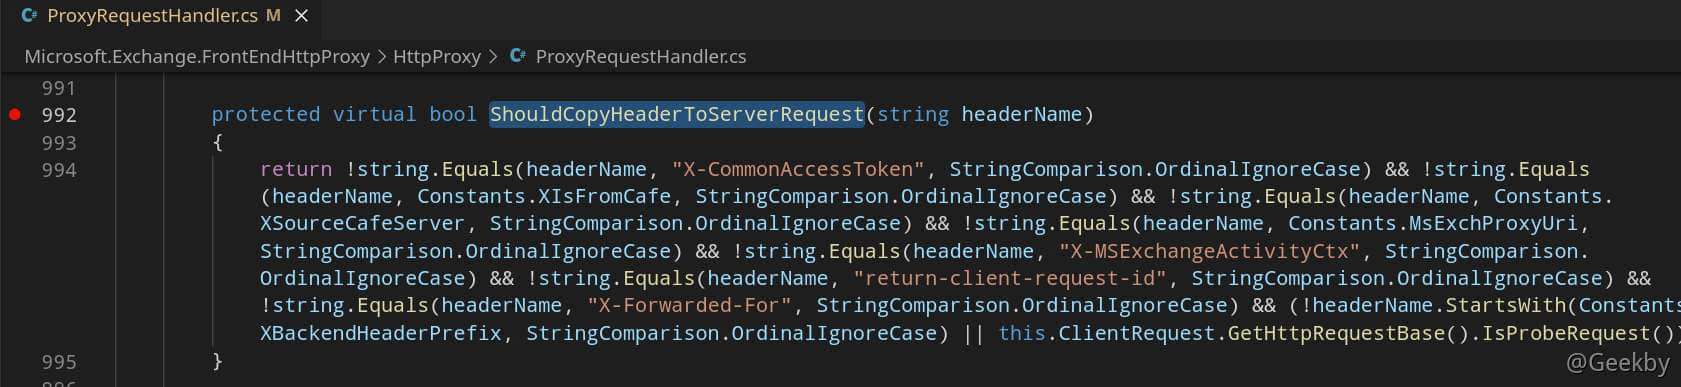 C# ProxyRequestHandler.cs M ×
Microsoft.Exchange.FrontEndHttpProxy > HttpProxy > C# ProxyRequestHandler.cs
991
992 protected virtual bool ShouldCopyHeaderToServerRequest(string headerName)
993 {
994 return !string.Equals(headerName, "X-CommonAccessToken", StringComparison.OrdinalIgnoreCase) && !string.Equals
(headerName, Constants.XIsFromCafe, StringComparison.OrdinalIgnoreCase) && !string.Equals(headerName, Constants.
XSourceCafeServer, StringComparison.OrdinalIgnoreCase) && !string.Equals(headerName, Constants.MsExchProxyUri,
StringComparison.OrdinalIgnoreCase) && !string.Equals(headerName, "X-MSExchangeActivityCtx", StringComparison.
OrdinalIgnoreCase) && !string.Equals(headerName, "return-client-request-id", StringComparison.OrdinalIgnoreCase) &&
!string.Equals(headerName, "X-Forwarded-For", StringComparison.OrdinalIgnoreCase) && (!headerName.StartsWith(Constants
XBackendHeaderPrefix, StringComparison.OrdinalIgnoreCase) || this.ClientRequest.GetHttpRequestBase().IsProbeRequest())
995 }
@Geekby